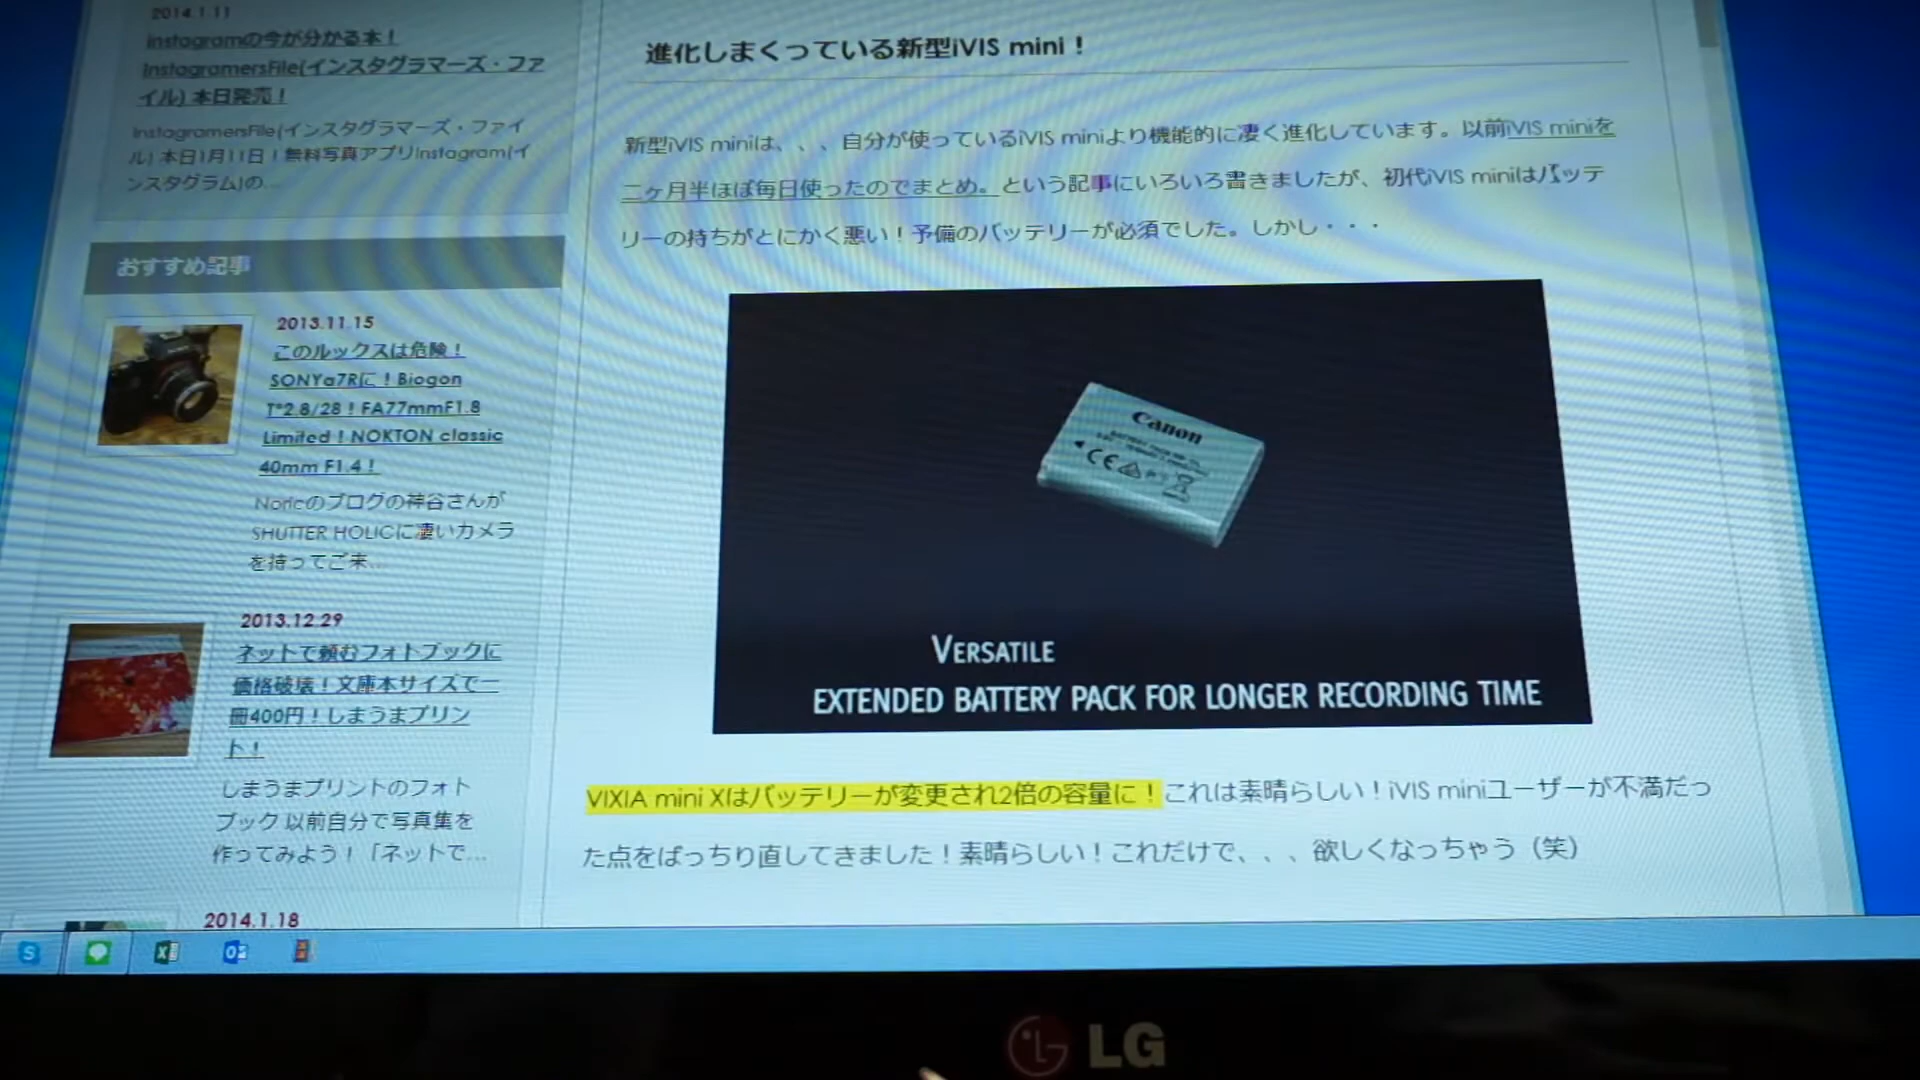 2014.1.11
instagramの今が分かる本！
InstagramersFile(インスタグラマーズ・ファ
イル) 本日発売！
InstagramersFile(インスタグラマーズ・ファイ
ル) 本日1月11日！無料写真アプリInstagram(イ
ンスタグラム)の...
おすすめ記事
2013.11.15
このルックスは危険！
SONYα7Rに！Biogon
T*2.8/28！FA77mmF1.8
Limited！NOKTON classic
40mm F1.4！
Noricのブログの神谷さんが
SHUTTER HOLICに凄いカメラ
を持ってご来...
2013.12.29
ネットで頼むフォトブックに
価格破壊！文庫本サイズで一
冊400円！しまうまプリン
ト！
しまうまプリントのフォト
ブック 以前自分で写真集を
作ってみよう！「ネットで...
2014.1.18
進化しまくっている新型iVIS mini！
新型iVIS miniは、、、自分が使っているiVIS miniより機能的に凄く進化しています。以前iVIS miniを
二ヶ月半ほぼ毎日使ったのでまとめ。という記事にいろいろ書きましたが、初代iVIS miniはバッテ
リーの持ちがとにかく悪い！予備のバッテリーが必須でした。しかし・・・
Canon
CE
VERSATILE
EXTENDED BATTERY PACK FOR LONGER RECORDING TIME
VIXIA mini Xはバッテリーが変更され2倍の容量に！これは素晴らしい！iVIS miniユーザーが不満だっ
た点をばっちり直してきました！素晴らしい！これだけで、、、欲しくなっちゃう（笑）
LG